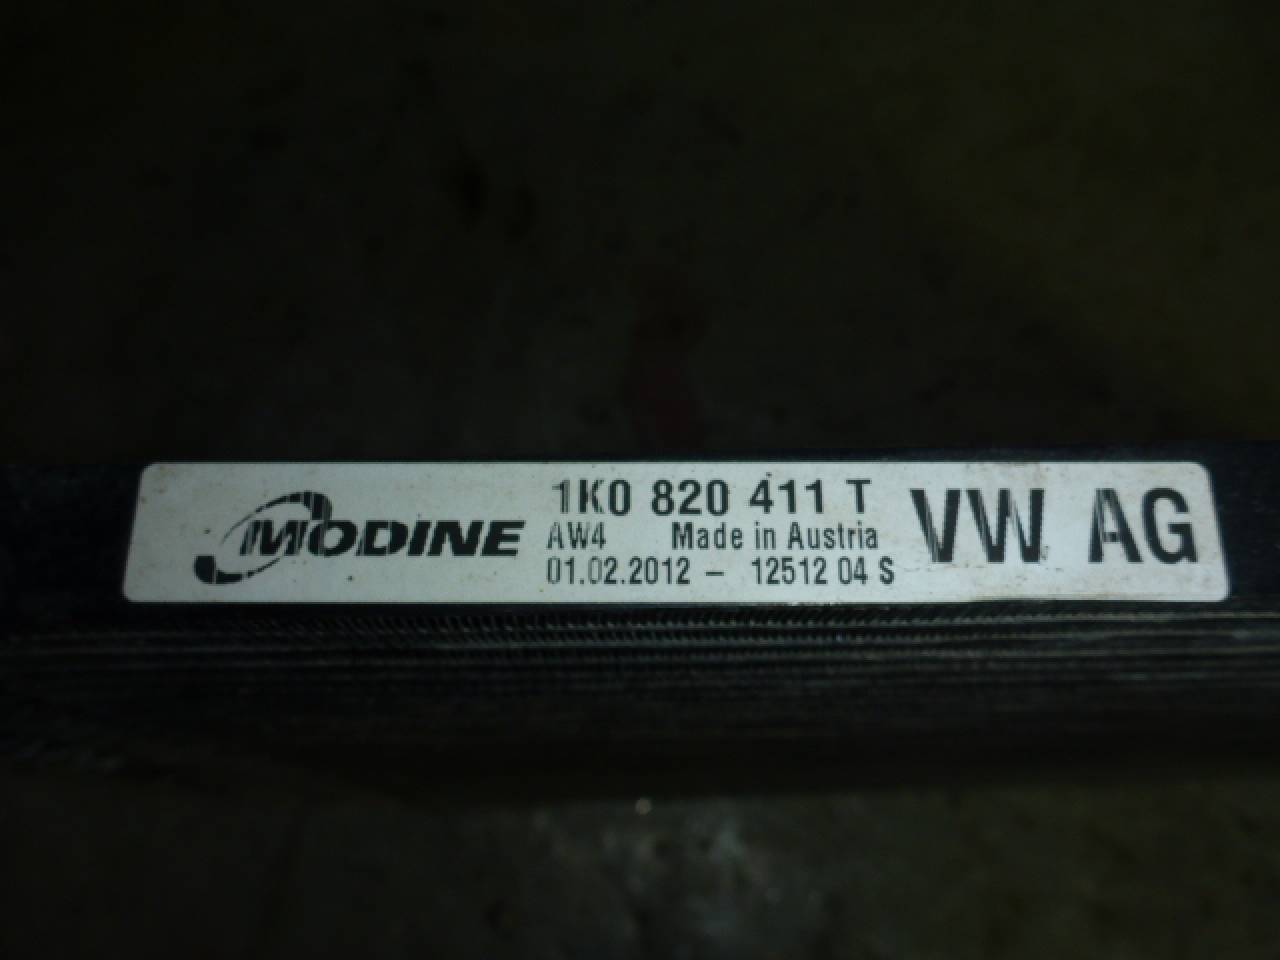 MODINE
1K0 820 411 T
AW4 Made in Austria
01.02.2012 - 12512 04 S
VW AG